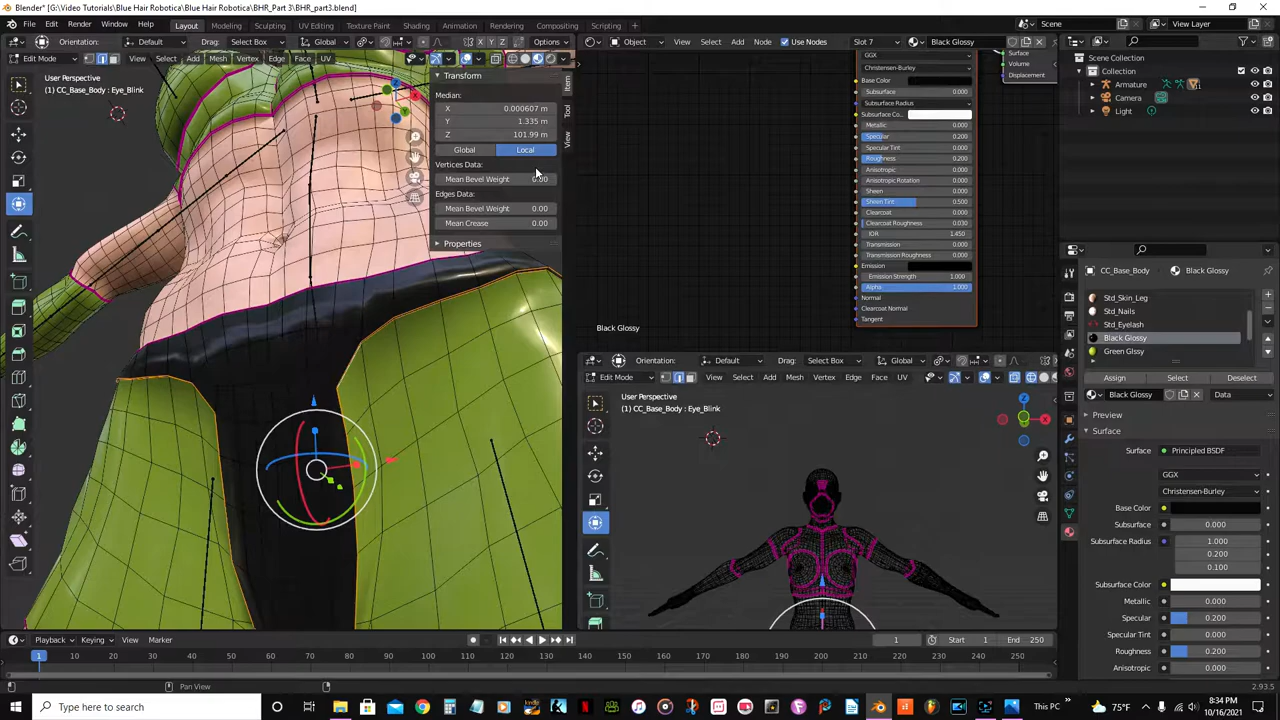 Blender* [G:\Video Tutorials\Blue Hair Robotica\BHR_Part 3\BHR_part3.blend]
File Edit Render Window Help Layout Modeling Sculpting UV Editing Texture Paint Shading Animation Rendering Compositing Scripting Scene View Layer
Orientation: Default Drag: Select Box X Y Z Options
Object View Select Add Node Use Nodes Slot 7 Black Glossy
Edit Mode View Select Add Mesh Vertex Edge Face UV
User Perspective
(1) CC_Base_Body : Eye_Blink
Transform
Median:
X 0.000607 m
Y 1.335 m
Z 101.99 m
Global Local
Vertices Data:
Mean Bevel Weight 0.00
Edges Data:
Mean Bevel Weight 0.00
Mean Crease 0.00
Properties
Item
Tool
View
GGX
Christensen-Burley
Base Color
Subsurface 0.000
Subsurface Radius
Subsurface Co...
Metallic 0.000
Specular 0.200
Specular Tint 0.000
Roughness 0.200
Anisotropic 0.000
Anisotropic Rotation 0.000
Sheen 0.000
Sheen Tint 0.500
Clearcoat 0.000
Clearcoat Roughness 0.030
IOR 1.450
Transmission 0.000
Transmission Roughness 0.000
Emission
Emission Strength 1.000
Alpha 1.000
Normal
Clearcoat Normal
Tangent
Surface
Volume
Displacement
Black Glossy
Orientation: Default Drag: Select Box Global
Edit Mode View Select Add Mesh Vertex Edge Face UV
User Perspective
(1) CC_Base_Body : Eye_Blink
Scene Collection
Collection
Armature
Camera
Light
CC_Base_Body Black Glossy
Std_Skin_Leg
Std_Nails
Std_Eyelash
Black Glossy
Green Glossy
Assign Select Deselect
Black Glossy Data
Preview
Surface
Surface Principled BSDF
GGX
Christensen-Burley
Base Color
Subsurface 0.000
Subsurface Radius 1.000
0.200
0.100
Subsurface Color
Metallic 0.000
Specular 0.200
Specular Tint 0.000
Roughness 0.200
Anisotropic 0.000
Playback Keying View Marker 1 Start 1 End 250
1 10 20 30 40 50 60 70 80 90 100 110 120 130 140 150 160 170 180 190 200 210 220 230 240 250
Pan View 2.93.5
Type here to search This PC 75°F 8:34 PM
10/16/2021